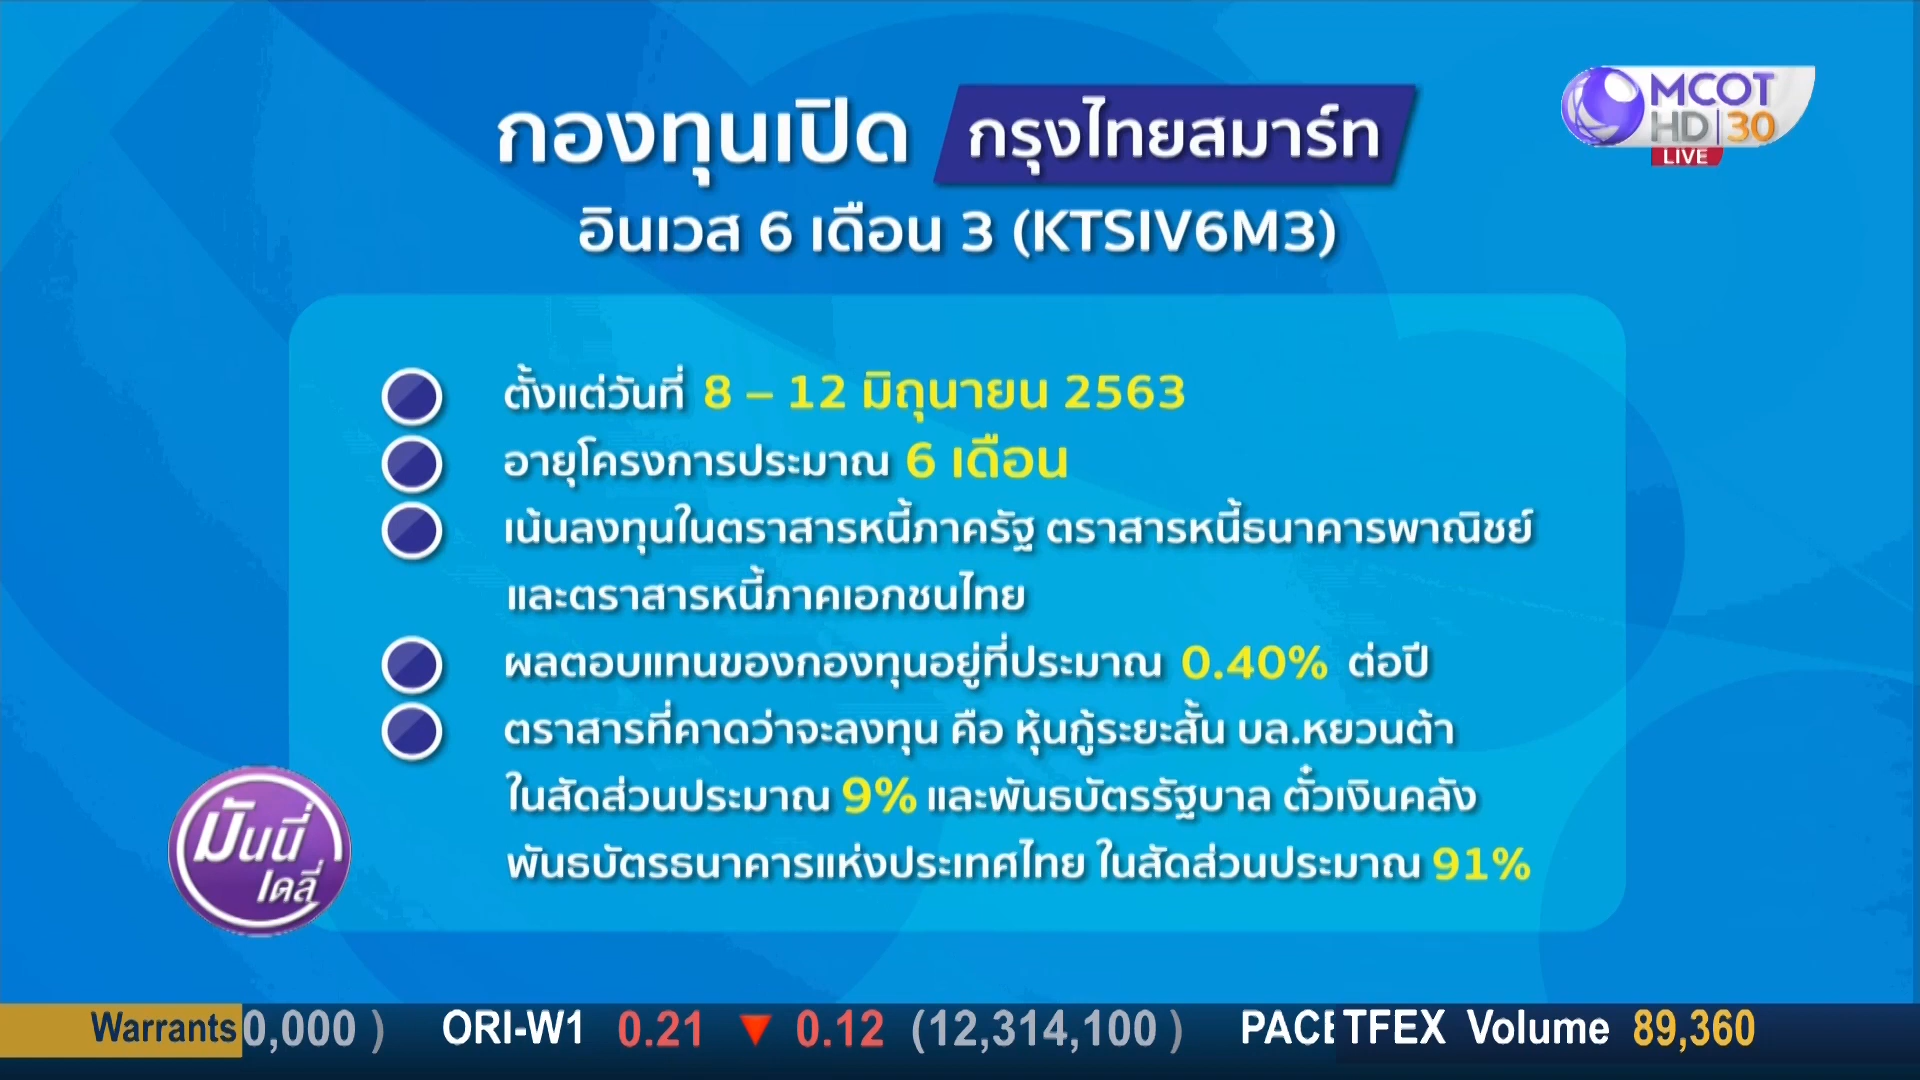 กองทุนเปิด กรุงไทยสมาร์ท
MCOT
HD 30
LIVE
อินเวส 6 เดือน 3 (KTSIV6M3)
ตั้งแต่วันที่ 8 – 12 มิถุนายน 2563
อายุโครงการประมาณ 6 เดือน
เน้นลงทุนในตราสารหนี้ภาครัฐ ตราสารหนี้ธนาคารพาณิชย์
และตราสารหนี้ภาคเอกชนไทย
ผลตอบแทนของกองทุนอยู่ที่ประมาณ 0.40% ต่อปี
ตราสารที่คาดว่าจะลงทุน คือ หุ้นกู้ระยะสั้น บล.หยวนต้า
ในสัดส่วนประมาณ 9% และพันธบัตรรัฐบาล ตั๋วเงินคลัง
พันธบัตรธนาคารแห่งประเทศไทย ในสัดส่วนประมาณ 91%
มันนี่
เดลี่
Warrants 0,000 ) ORI-W1 0.21 ▼ 0.12 (12,314,100 ) PACE TFEX Volume 89,360